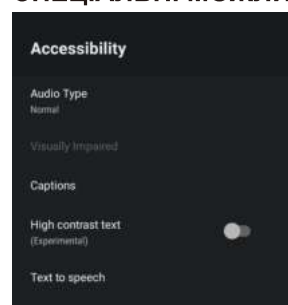 Accessibility
Audio Type
Normal
Visually Impaired
Captions
High contrast text
(Experimental)
Text to speech